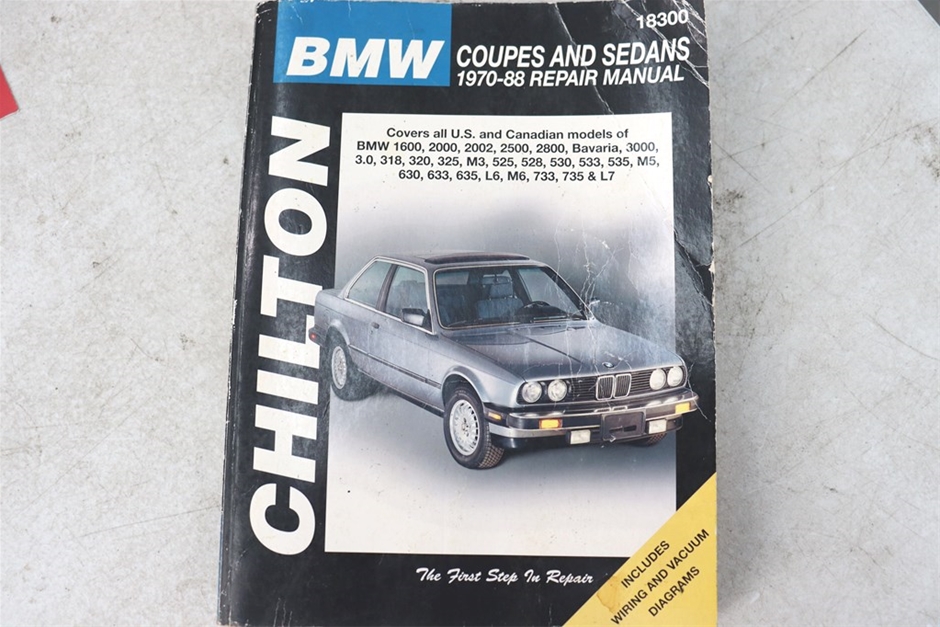 18300
BMW
COUPES AND SEDANS
1970-88 REPAIR MANUAL
CHILTON
Covers all U.S. and Canadian models of
BMW 1600, 2000, 2002, 2500, 2800, Bavaria, 3000,
3.0, 318, 320, 325, M3, 525, 528, 530, 533, 535, M5,
630, 633, 635, L6, M6, 733, 735 & L7
The First Step In Repair
INCLUDES
WIRING AND VACUUM
DIAGRAMS